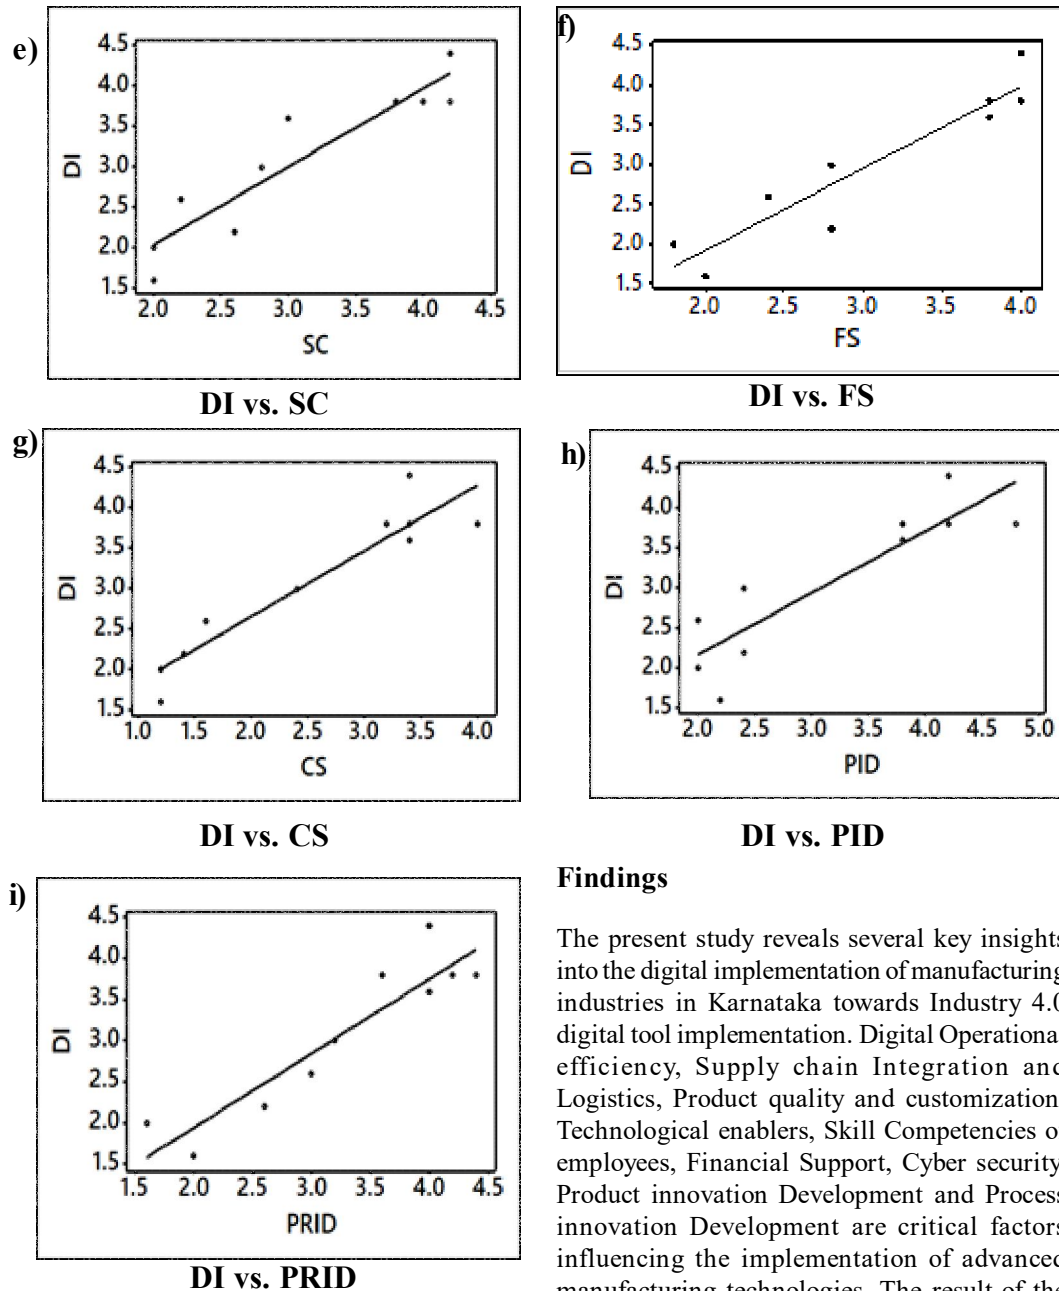 e)
4.5
4.0
3.5
3.0
2.5
2.0
1.5
DI
2.0 2.5 3.0 3.5 4.0 4.5
SC
DI vs. SC
f)
4.5
4.0
3.5
3.0
2.5
2.0
1.5
DI
2.0 2.5 3.0 3.5 4.0
FS
DI vs. FS
g)
4.5
4.0
3.5
3.0
2.5
2.0
1.5
DI
1.0 1.5 2.0 2.5 3.0 3.5 4.0
CS
DI vs. CS
h)
4.5
4.0
3.5
3.0
2.5
2.0
1.5
DI
2.0 2.5 3.0 3.5 4.0 4.5 5.0
PID
DI vs. PID
i)
4.5
4.0
3.5
3.0
2.5
2.0
1.5
DI
1.5 2.0 2.5 3.0 3.5 4.0 4.5
PRID
DI vs. PRID
Findings
The present study reveals several key insights
into the digital implementation of manufacturing
industries in Karnataka towards Industry 4.0
digital tool implementation. Digital Operationa
efficiency, Supply chain Integration and
Logistics, Product quality and customization
Technological enablers, Skill Competencies o
employees, Financial Support, Cyber security
Product innovation Development and Process
innovation Development are critical factors
influencing the implementation of advanced
manufacturing technologies. The result of the